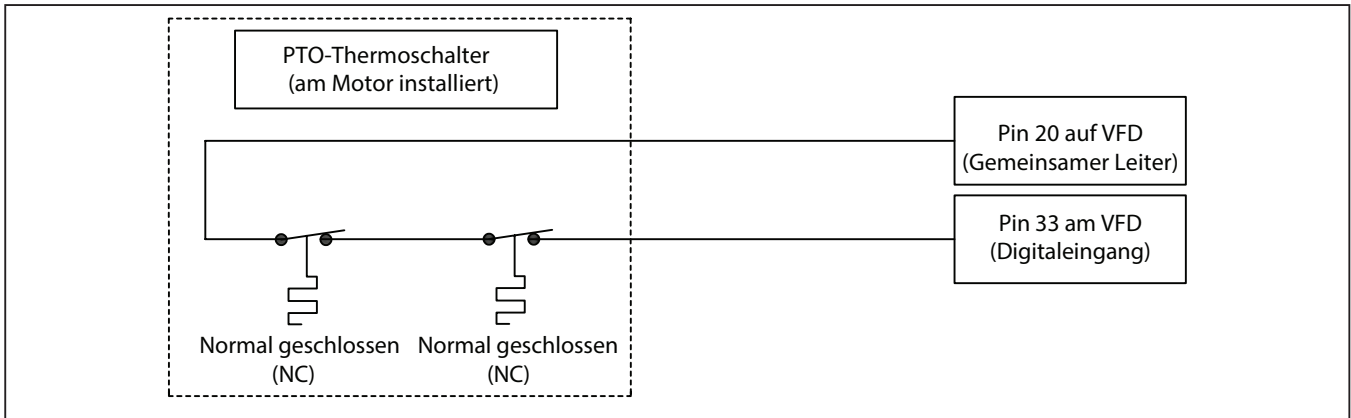 PTO-Thermoschalter
(am Motor installiert)
Pin 20 auf VFD
(Gemeinsamer Leiter)
Pin 33 am VFD
(Digitaleingang)
Normal geschlossen
(NC)
Normal geschlossen
(NC)